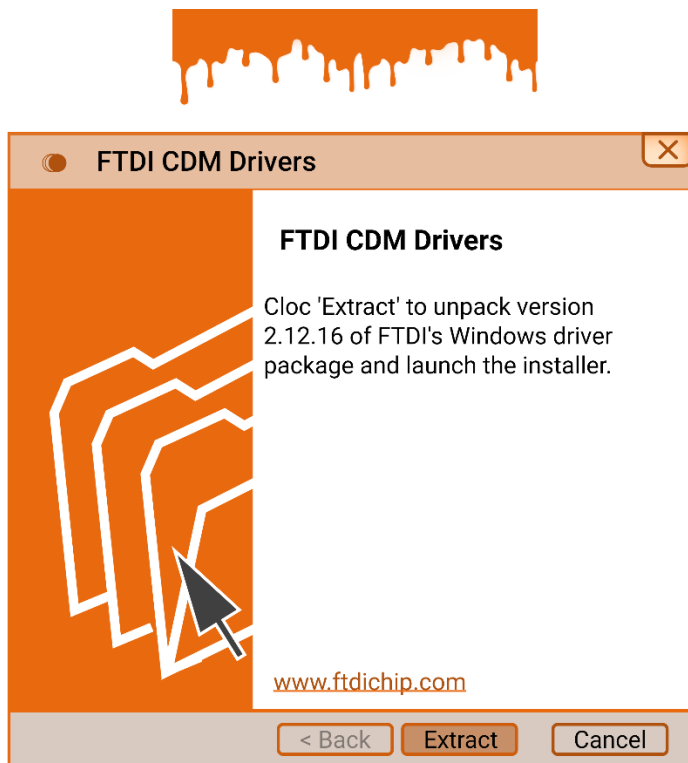 FTDI CDM Drivers
FTDI CDM Drivers
Cloc 'Extract' to unpack version
2.12.16 of FTDI's Windows driver
package and launch the installer.
www.ftdichip.com
< Back Extract Cancel